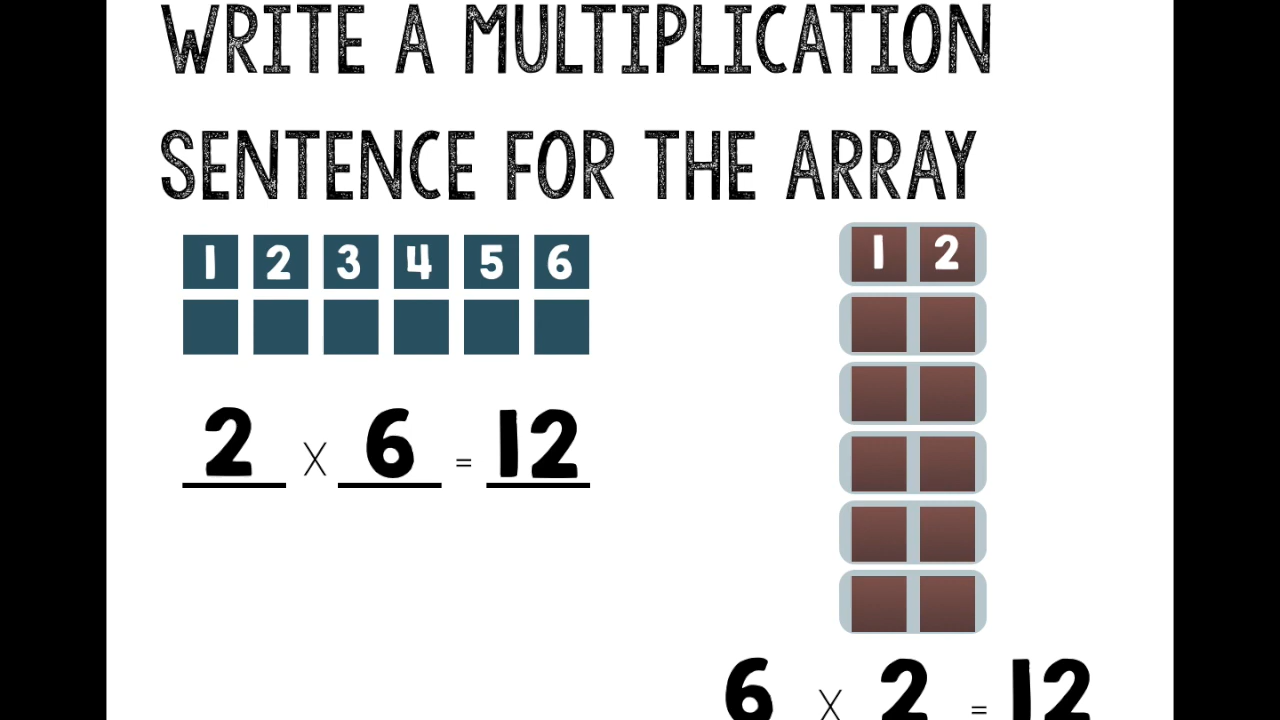 WRITE A MULTIPLICATION
SENTENCE FOR THE ARRAY
1 2 3 4 5 6
2 X 6 = 12
1 2
6 X 2 = 12